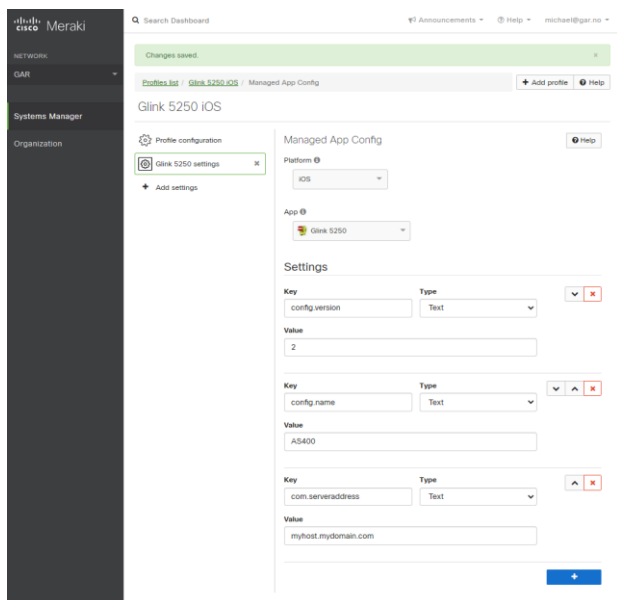 cisco Meraki
Search Dashboard
Announcements
Help
michael@gar.no
NETWORK
GAR
Systems Manager
Organization
Changes saved.
×
Profiles list / Glink 5250 iOS / Managed App Config
+ Add profile
Help
Glink 5250 iOS
Profile configuration
Glink 5250 settings
+ Add settings
Managed App Config
Help
Platform
iOS
App
Glink 5250
Settings
Key Type
config.version Text
Value
2
Key Type
config.name Text
Value
AS400
Key Type
com.serveraddress Text
Value
myhost.mydomain.com
+